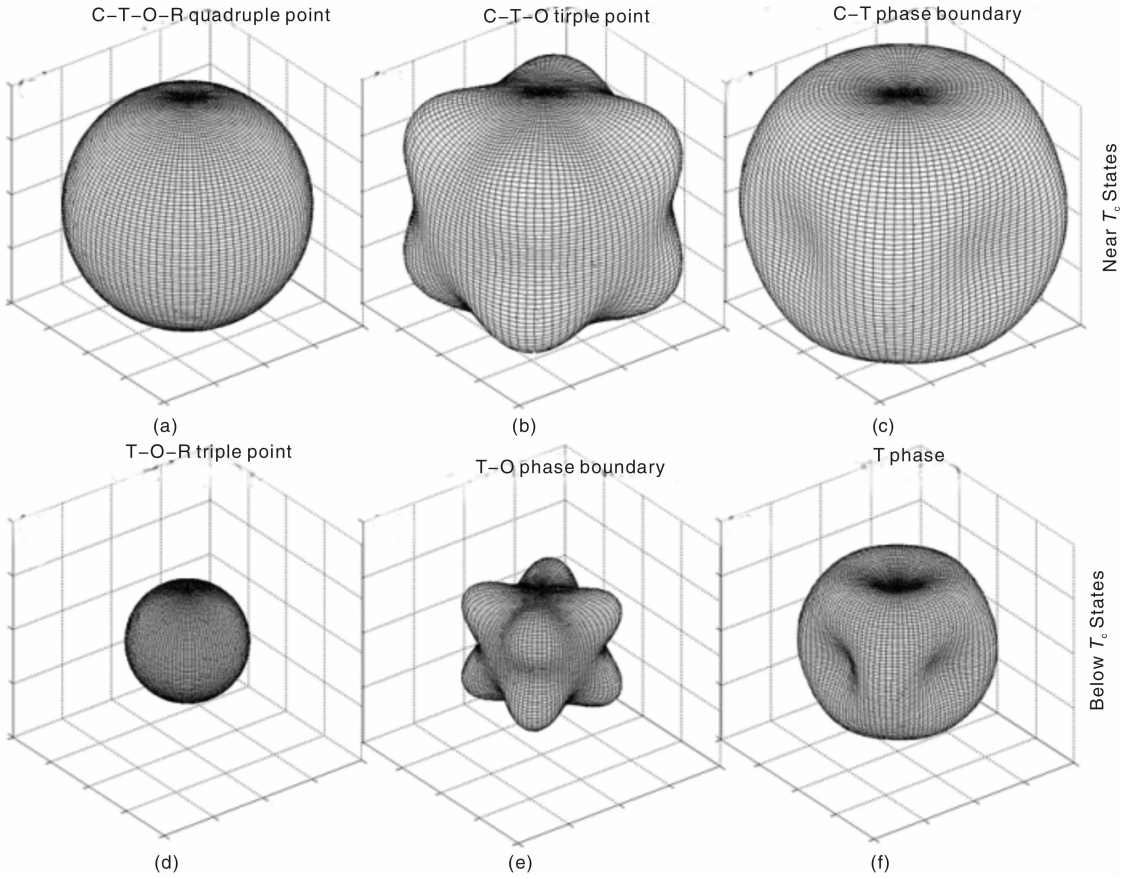 C–T–O–R quadruple point
C–T–O tirple point
C–T phase boundary
Near Tc States
(a)
(b)
(c)
T–O–R triple point
T–O phase boundary
T phase
Below Tc States
(d)
(e)
(f)